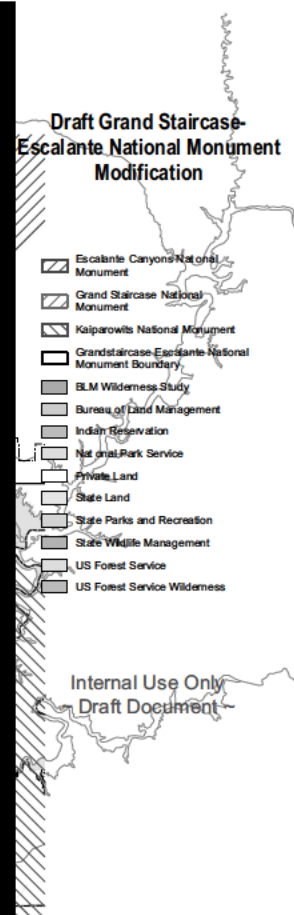 Draft Grand Staircase-
Escalante National Monument
Modification
Escalante Canyons National
Monument
Grand Staircase National
Monument
Kaiparowits National Monument
Grandstaircase-Escalante National
Monument Boundary
BLM Wilderness Study
Bureau of Land Management
Indian Reservation
National Park Service
Private Land
State Land
State Parks and Recreation
State Wildlife Management
US Forest Service
US Forest Service Wilderness
Internal Use Only
~ Draft Document ~